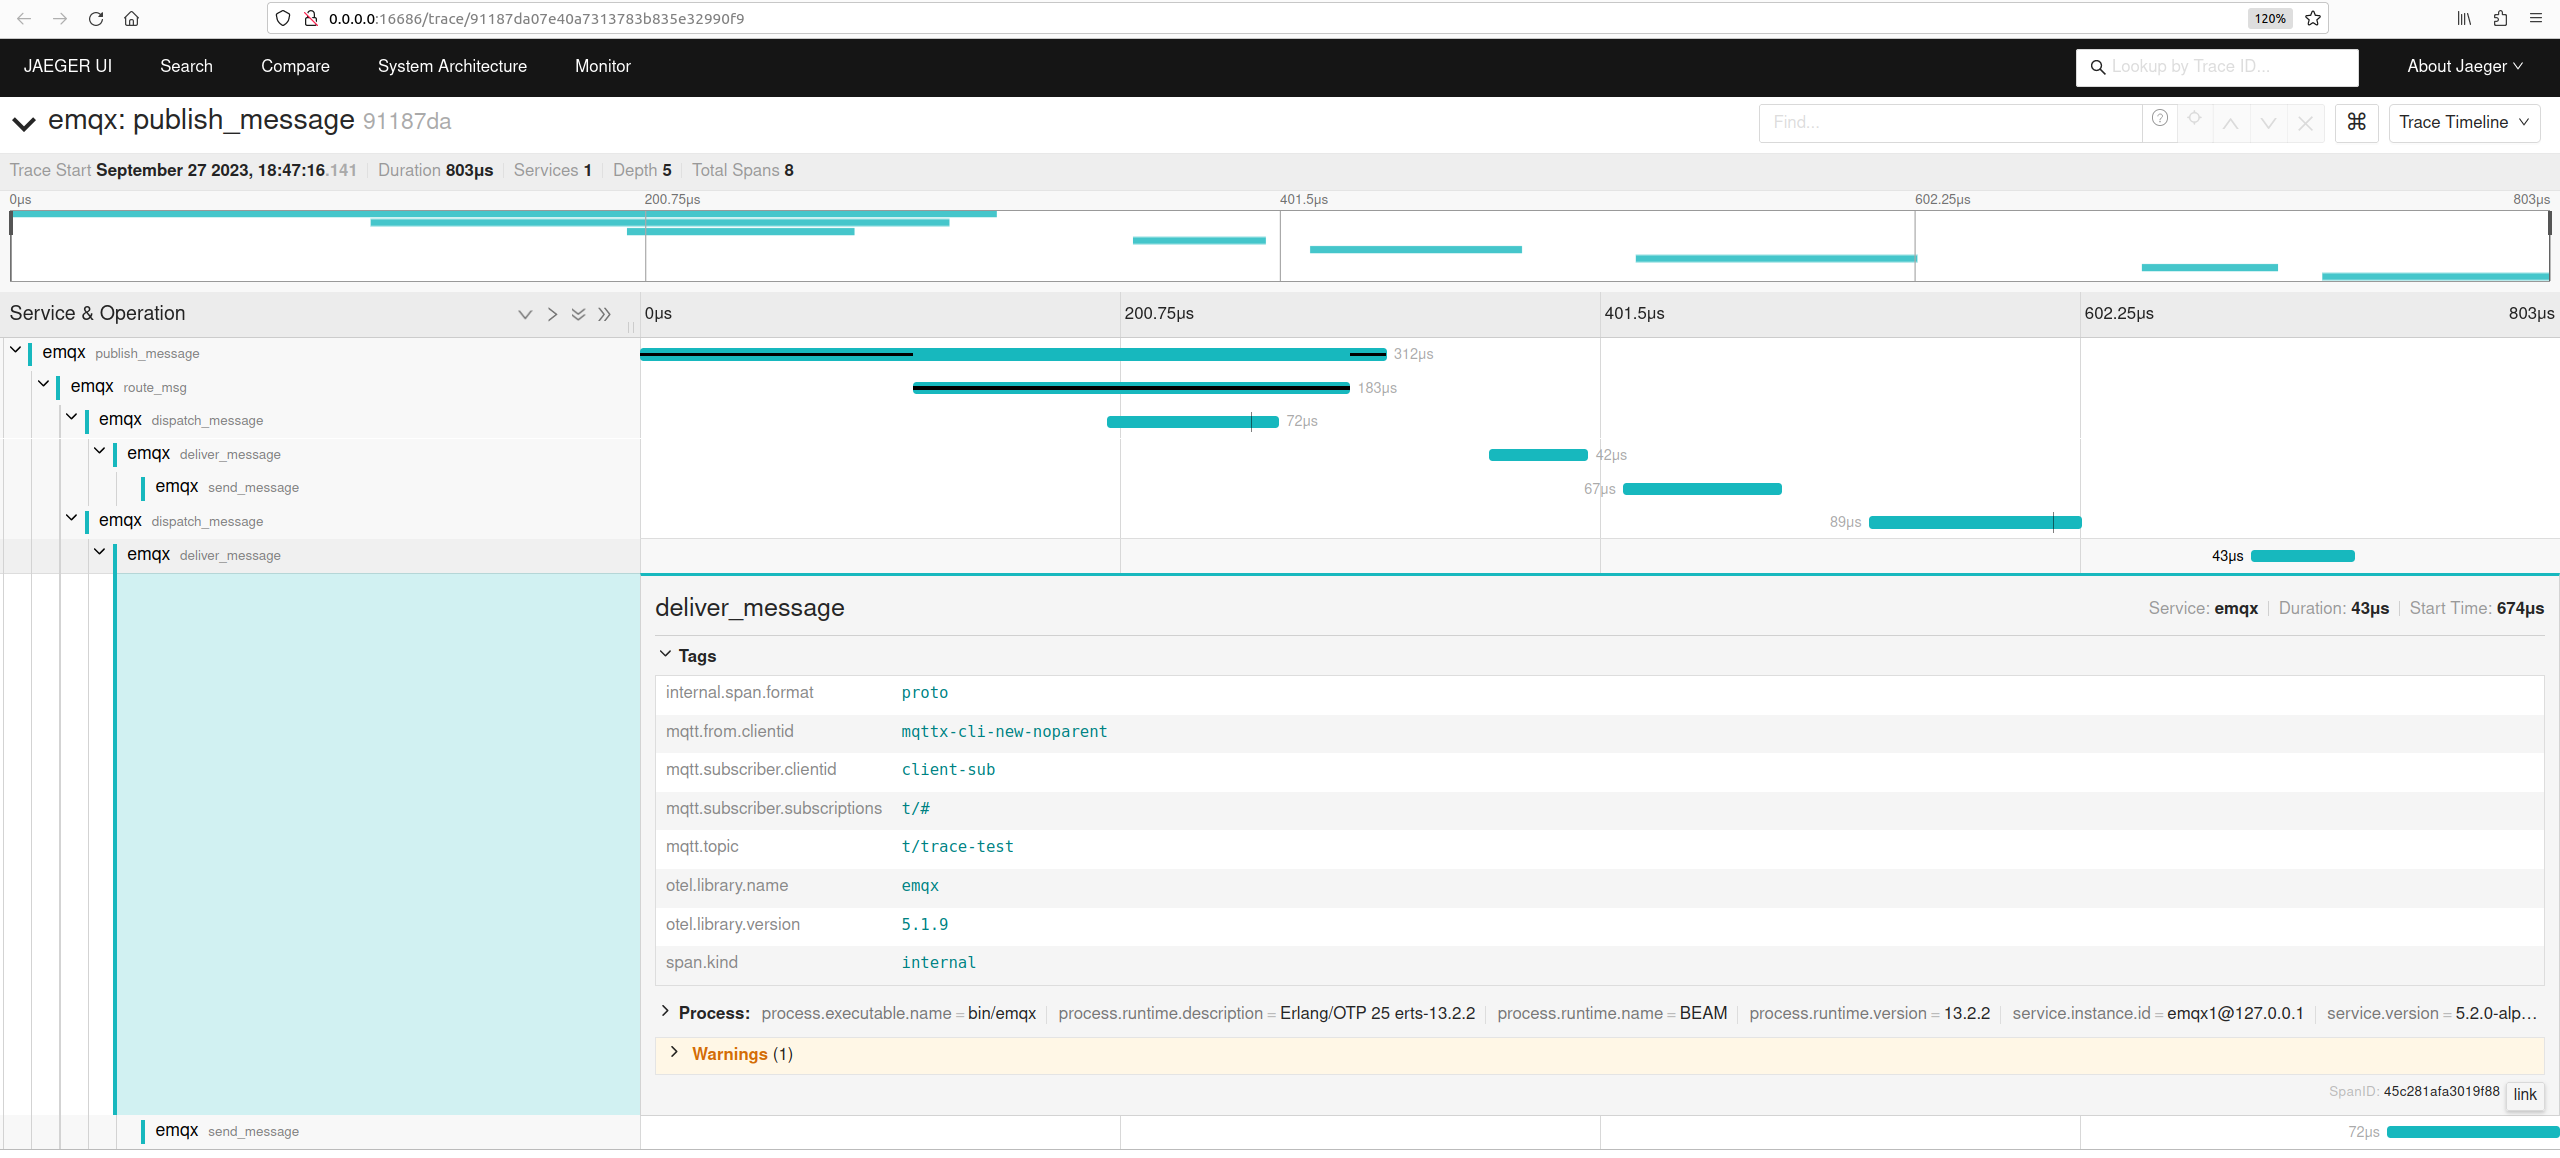 0.0.0.0:16686/trace/91187da07e40a7313783b835e32990f9 120%
JAEGER UI Search Compare System Architecture Monitor Lookup by Trace ID... About Jaeger
emqx: publish_message 91187da Find... Trace Timeline
Trace Start September 27 2023, 18:47:16.141 Duration 803μs Services 1 Depth 5 Total Spans 8
0μs 200.75μs 401.5μs 602.25μs 803μs
Service & Operation 0μs 200.75μs 401.5μs 602.25μs 803μs
emqx publish_message 312μs
emqx route_msg 183μs
emqx dispatch_message 72μs
emqx deliver_message 42μs
emqx send_message 67μs
emqx dispatch_message 89μs
emqx deliver_message 43μs
deliver_message Service: emqx Duration: 43μs Start Time: 674μs
Tags
internal.span.format proto
mqtt.from.clientid mqttx-cli-new-noparent
mqtt.subscriber.clientid client-sub
mqtt.subscriber.subscriptions t/#
mqtt.topic t/trace-test
otel.library.name emqx
otel.library.version 5.1.9
span.kind internal
Process: process.executable.name = bin/emqx process.runtime.description = Erlang/OTP 25 erts-13.2.2 process.runtime.name = BEAM process.runtime.version = 13.2.2 service.instance.id = emqx1@127.0.0.1 service.version = 5.2.0-alp...
Warnings (1)
SpanID: 45c281afa3019f88 link
emqx send_message 72μs